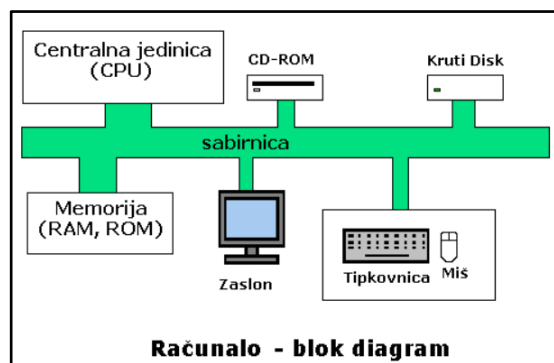 Centralna jedinica
(CPU)
CD-ROM
Kruti Disk
sabirnica
Memorija
(RAM, ROM)
Zaslon
Tipkovnica
Miš
Računalo - blok diagram